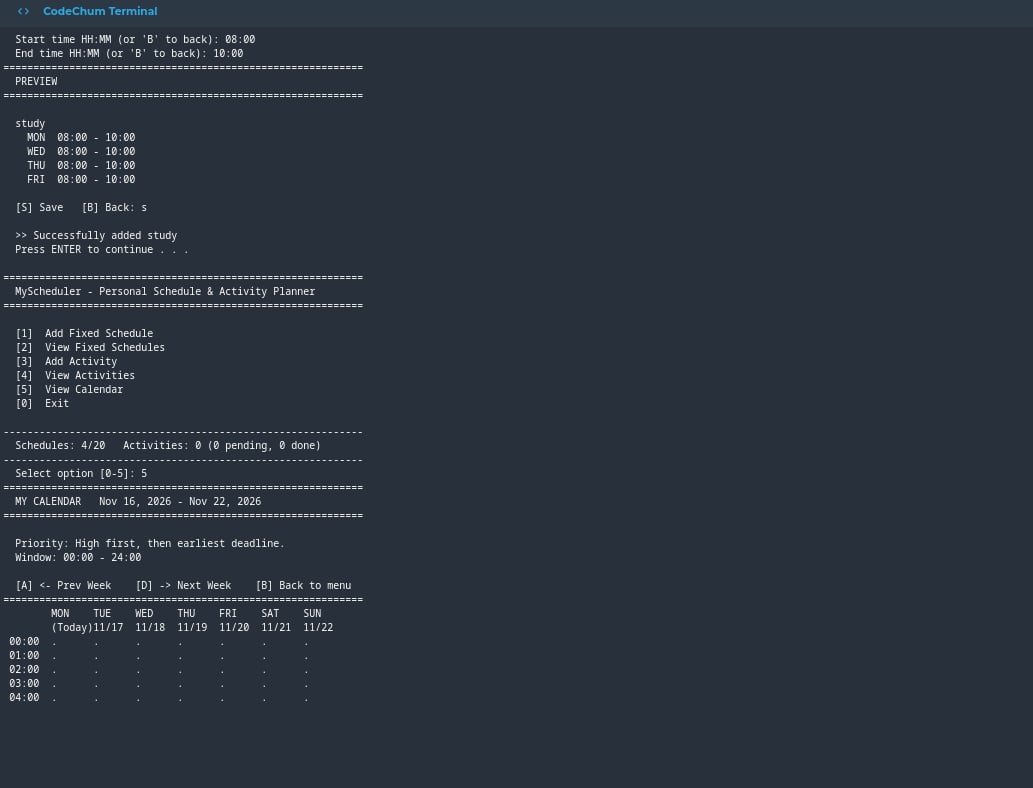 <> CodeChum Terminal
Start time HH:MM (or 'B' to back): 08:00
End time HH:MM (or 'B' to back): 10:00
============================================================
PREVIEW
============================================================
study
MON  08:00 - 10:00
WED  08:00 - 10:00
THU  08:00 - 10:00
FRI  08:00 - 10:00
[S] Save   [B] Back: s
>> Successfully added study
Press ENTER to continue . . .
============================================================
MyScheduler - Personal Schedule & Activity Planner
============================================================
[1]  Add Fixed Schedule
[2]  View Fixed Schedules
[3]  Add Activity
[4]  View Activities
[5]  View Calendar
[0]  Exit
------------------------------------------------------------
Schedules: 4/20   Activities: 0 (0 pending, 0 done)
------------------------------------------------------------
Select option [0-5]: 5
============================================================
MY CALENDAR   Nov 16, 2026 - Nov 22, 2026
============================================================
Priority: High first, then earliest deadline.
Window: 00:00 - 24:00
[A] <- Prev Week    [D] -> Next Week    [B] Back to menu
============================================================
MON    TUE    WED    THU    FRI    SAT    SUN
(Today)11/17  11/18  11/19  11/20  11/21  11/22
00:00  .      .      .      .      .      .      .
01:00  .      .      .      .      .      .      .
02:00  .      .      .      .      .      .      .
03:00  .      .      .      .      .      .      .
04:00  .      .      .      .      .      .      .